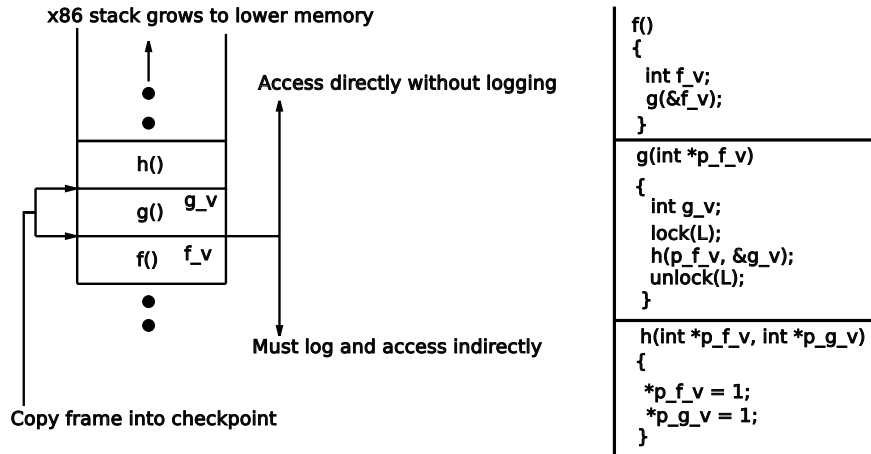 x86 stack grows to lower memory
Access directly without logging
h()
g_v
g()
f_v
f()
Must log and access indirectly
Copy frame into checkpoint
f()
{
int f_v;
g(&f_v);
}
g(int *p_f_v)
{
int g_v;
lock(L);
h(p_f_v, &g_v);
unlock(L);
}
h(int *p_f_v, int *p_g_v)
{
*p_f_v = 1;
*p_g_v = 1;
}